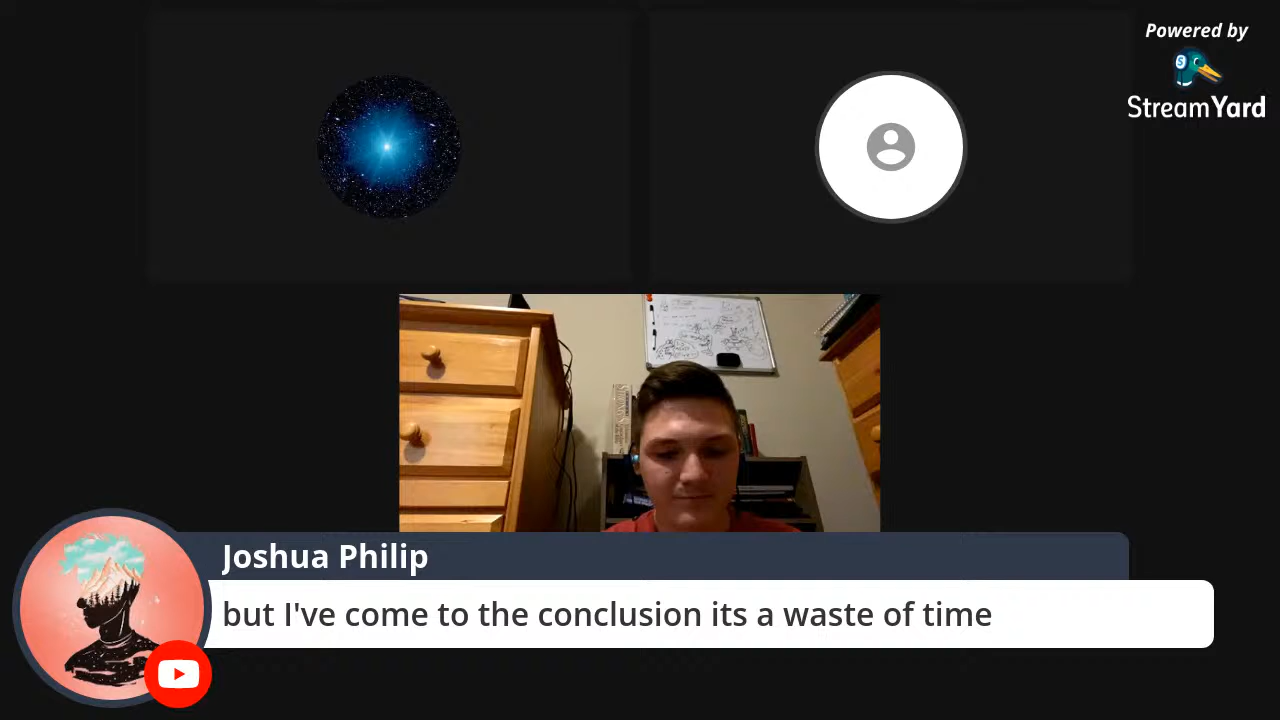 Powered by
StreamYard
Joshua Philip
but I've come to the conclusion its a waste of time